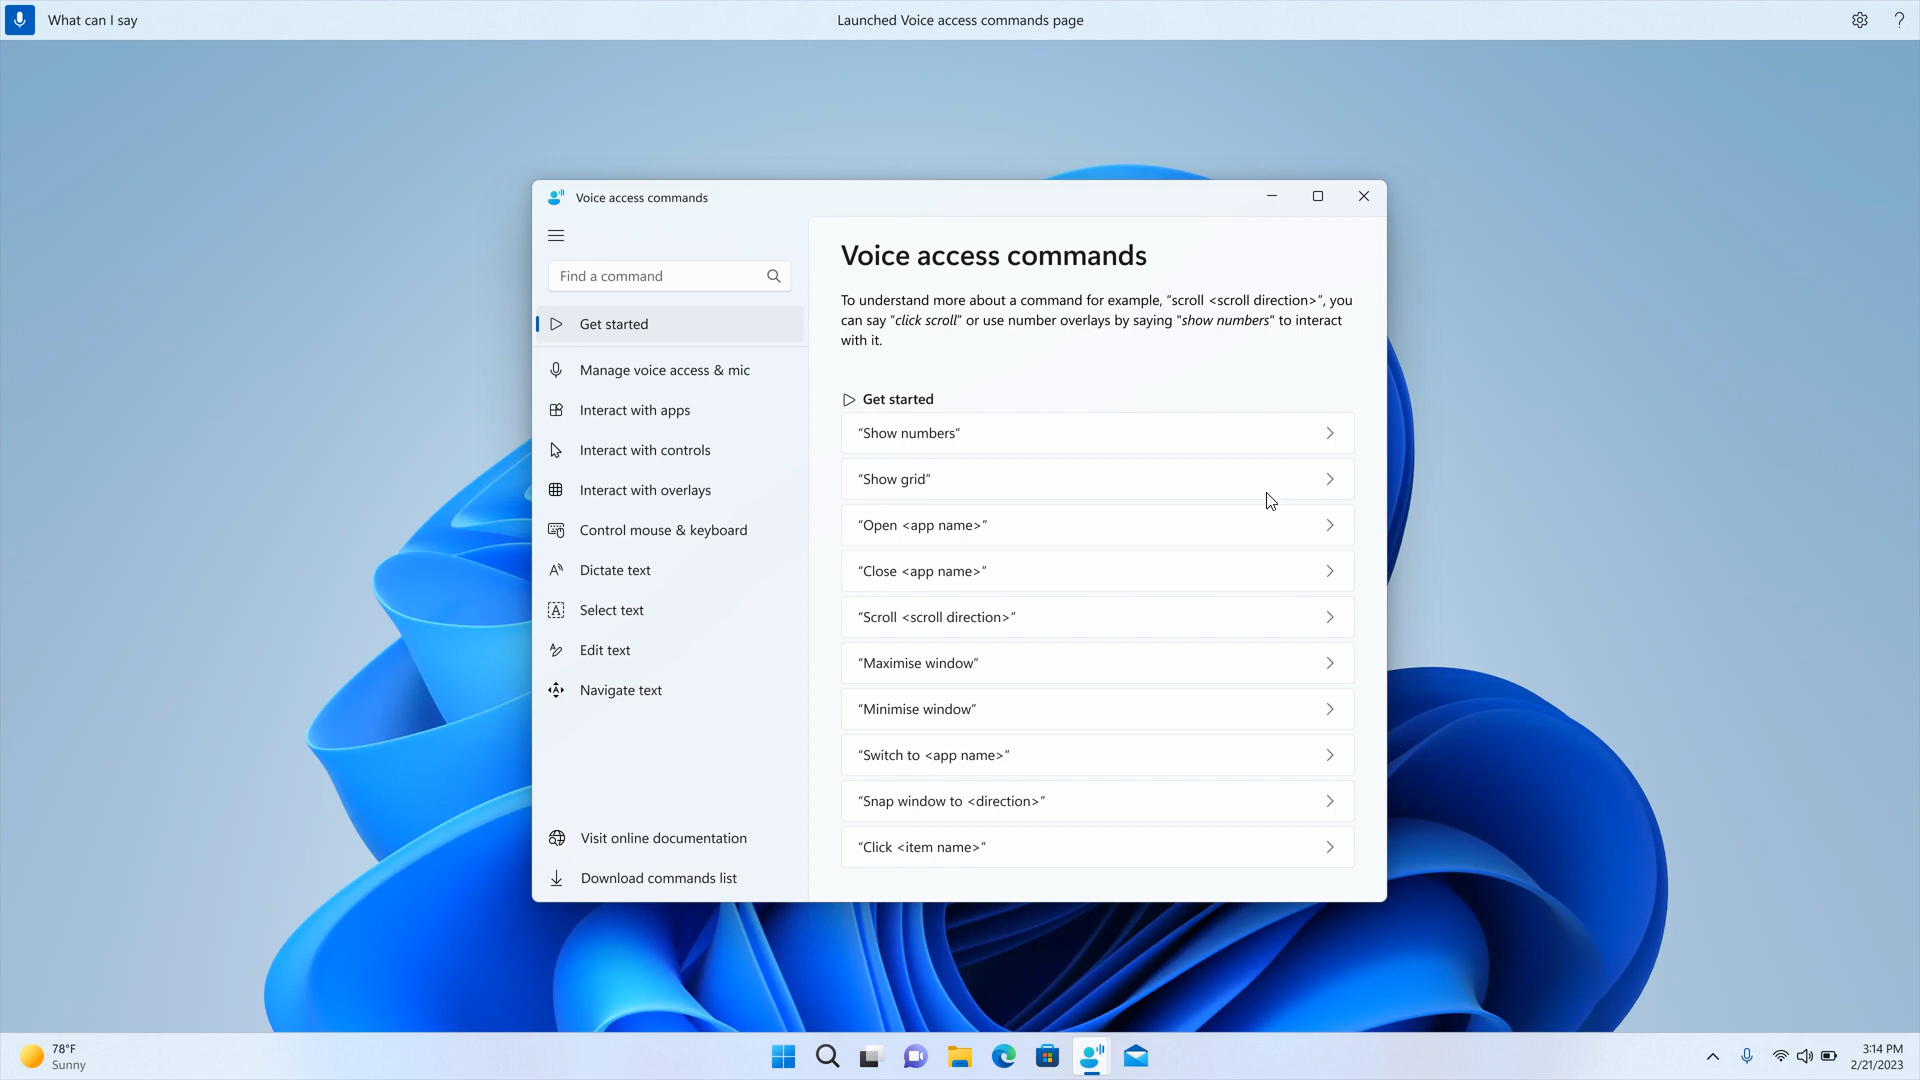 What can I say
Launched Voice access commands page
?
Voice access commands
Find a command
Get started
Manage voice access & mic
Interact with apps
Interact with controls
Interact with overlays
Control mouse & keyboard
Dictate text
Select text
Edit text
Navigate text
Visit online documentation
Download commands list
Voice access commands
To understand more about a command for example, “scroll <scroll direction>”, you
can say “click scroll” or use number overlays by saying "show numbers" to interact
with it.
Get started
“Show numbers”
“Show grid”
“Open <app name>”
“Close <app name>”
“Scroll <scroll direction>”
“Maximise window”
“Minimise window”
“Switch to <app name>”
“Snap window to <direction>”
“Click <item name>”
78°F
Sunny
3:14 PM
2/21/2023